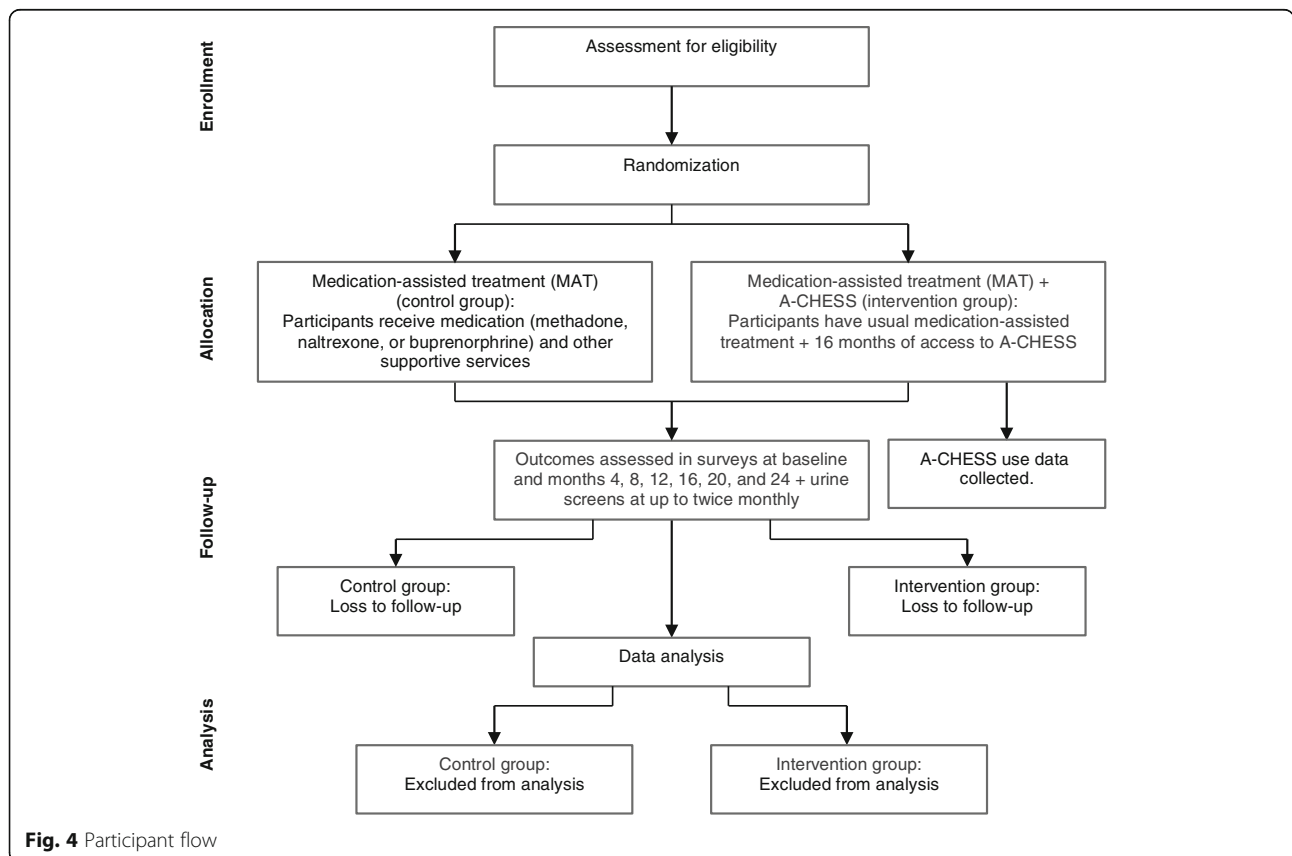 Enrollment
Assessment for eligibility
Randomization
Allocation
Medication-assisted treatment (MAT)
(control group):
Participants receive medication (methadone,
naltrexone, or buprenorphrine) and other
supportive services
Medication-assisted treatment (MAT) +
A-CHESS (intervention group):
Participants have usual medication-assisted
treatment + 16 months of access to A-CHESS
Follow-up
Outcomes assessed in surveys at baseline
and months 4, 8, 12, 16, 20, and 24 + urine
screens at up to twice monthly
A-CHESS use data
collected.
Control group:
Loss to follow-up
Intervention group:
Loss to follow-up
Analysis
Data analysis
Control group:
Excluded from analysis
Intervention group:
Excluded from analysis
Fig. 4 Participant flow